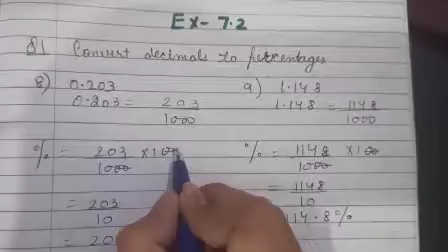 Ex- 7.2
Q1 Convert decimals to percentages
8) 0.203
0.203 = 203/1000
% = 203/1000 × 100
= 203/10
= 20
9) 1.148
1.148 = 1148/1000
% = 1148/1000 × 100
= 1148/10
114.8%